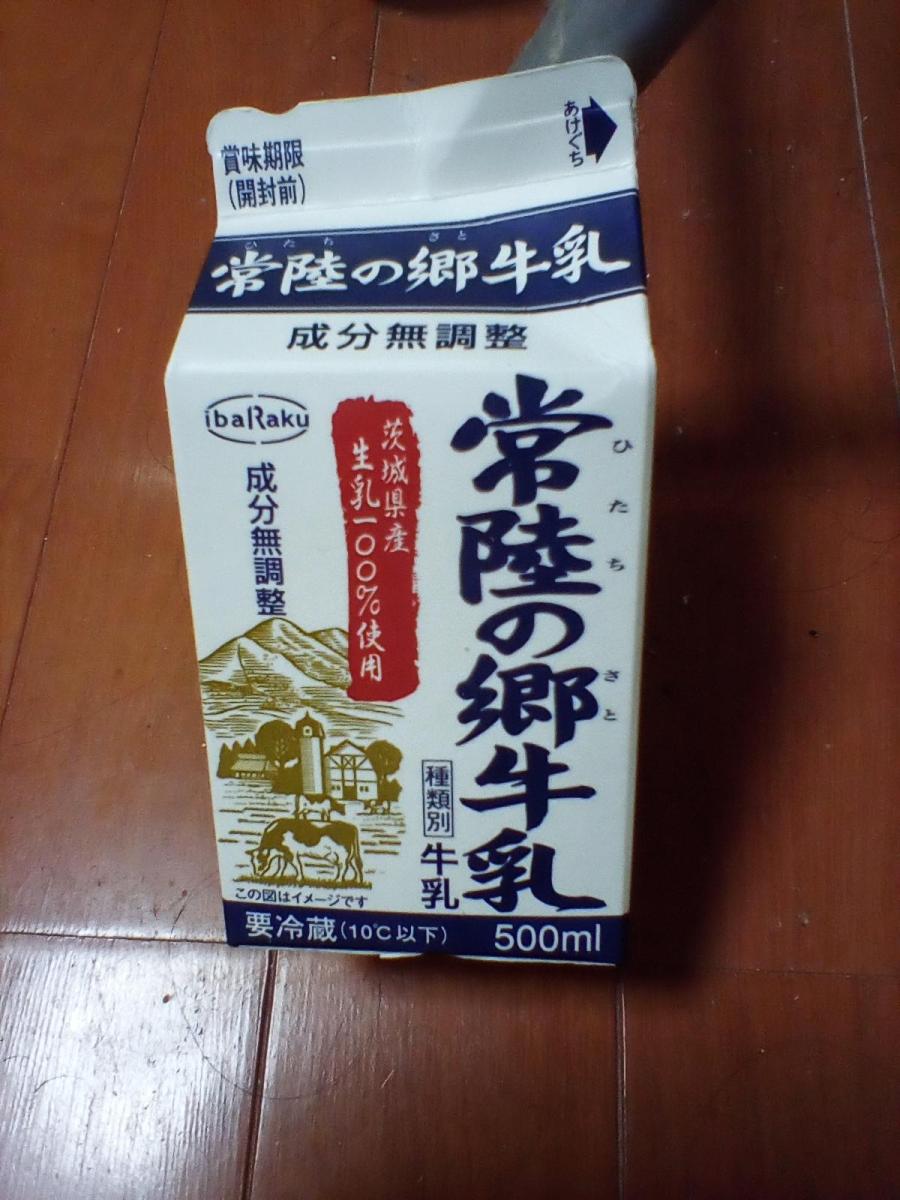 あけぐち
賞味期限
(開封前)
ひたち さと
常陸の郷牛乳
成分無調整
ibaRaku
成分無調整
茨城県産
生乳一〇〇%使用
常陸の郷牛乳
ひたち さと
種類別
牛乳
この図はイメージです
要冷蔵(10℃以下) 500ml